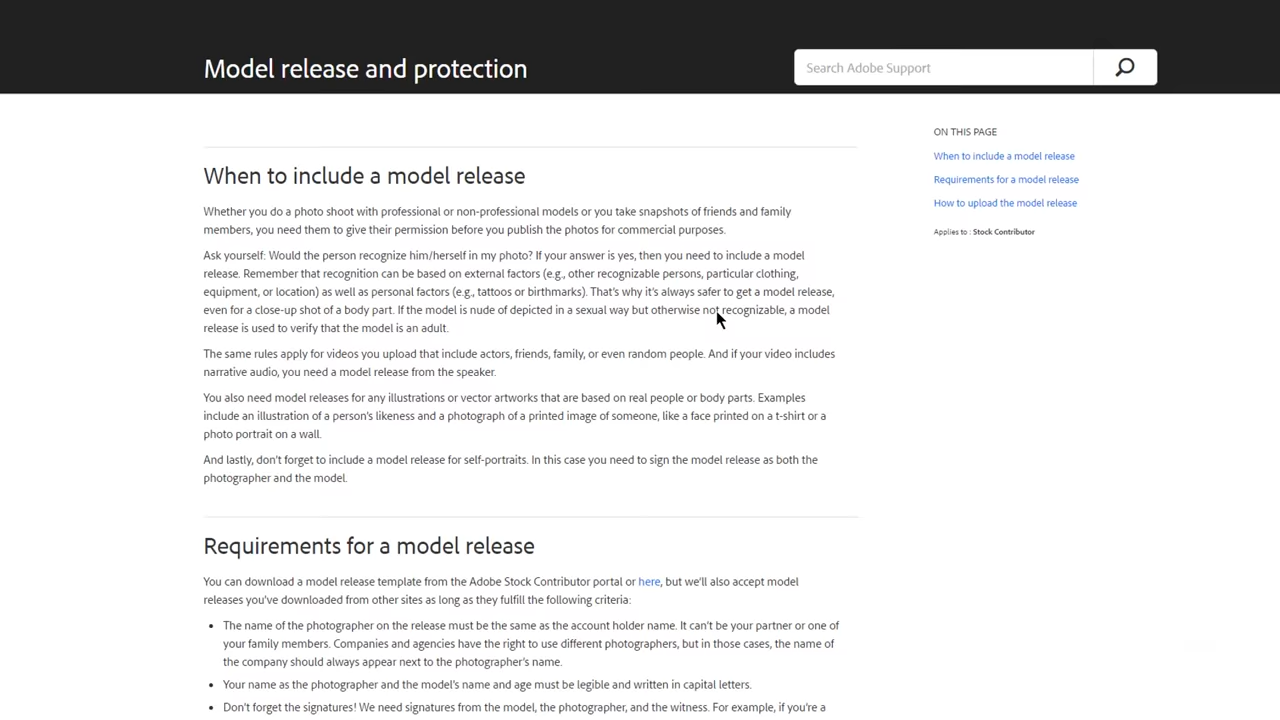 Model release and protection
Search Adobe Support
ON THIS PAGE
When to include a model release
Requirements for a model release
How to upload the model release
Applies to : Stock Contributor
When to include a model release
Whether you do a photo shoot with professional or non-professional models or you take snapshots of friends and family
members, you need them to give their permission before you publish the photos for commercial purposes.
Ask yourself: Would the person recognize him/herself in my photo? If your answer is yes, then you need to include a model
release. Remember that recognition can be based on external factors (e.g., other recognizable persons, particular clothing,
equipment, or location) as well as personal factors (e.g., tattoos or birthmarks). That's why it's always safer to get a model release,
even for a close-up shot of a body part. If the model is nude of depicted in a sexual way but otherwise not recognizable, a model
release is used to verify that the model is an adult.
The same rules apply for videos you upload that include actors, friends, family, or even random people. And if your video includes
narrative audio, you need a model release from the speaker.
You also need model releases for any illustrations or vector artworks that are based on real people or body parts. Examples
include an illustration of a person's likeness and a photograph of a printed image of someone, like a face printed on a t-shirt or a
photo portrait on a wall.
And lastly, don't forget to include a model release for self-portraits. In this case you need to sign the model release as both the
photographer and the model.
Requirements for a model release
You can download a model release template from the Adobe Stock Contributor portal or here, but we'll also accept model
releases you've downloaded from other sites as long as they fulfill the following criteria:
• The name of the photographer on the release must be the same as the account holder name. It can't be your partner or one of
your family members. Companies and agencies have the right to use different photographers, but in those cases, the name of
the company should always appear next to the photographer's name.
• Your name as the photographer and the model's name and age must be legible and written in capital letters.
• Don't forget the signatures! We need signatures from the model, the photographer, and the witness. For example, if you're a